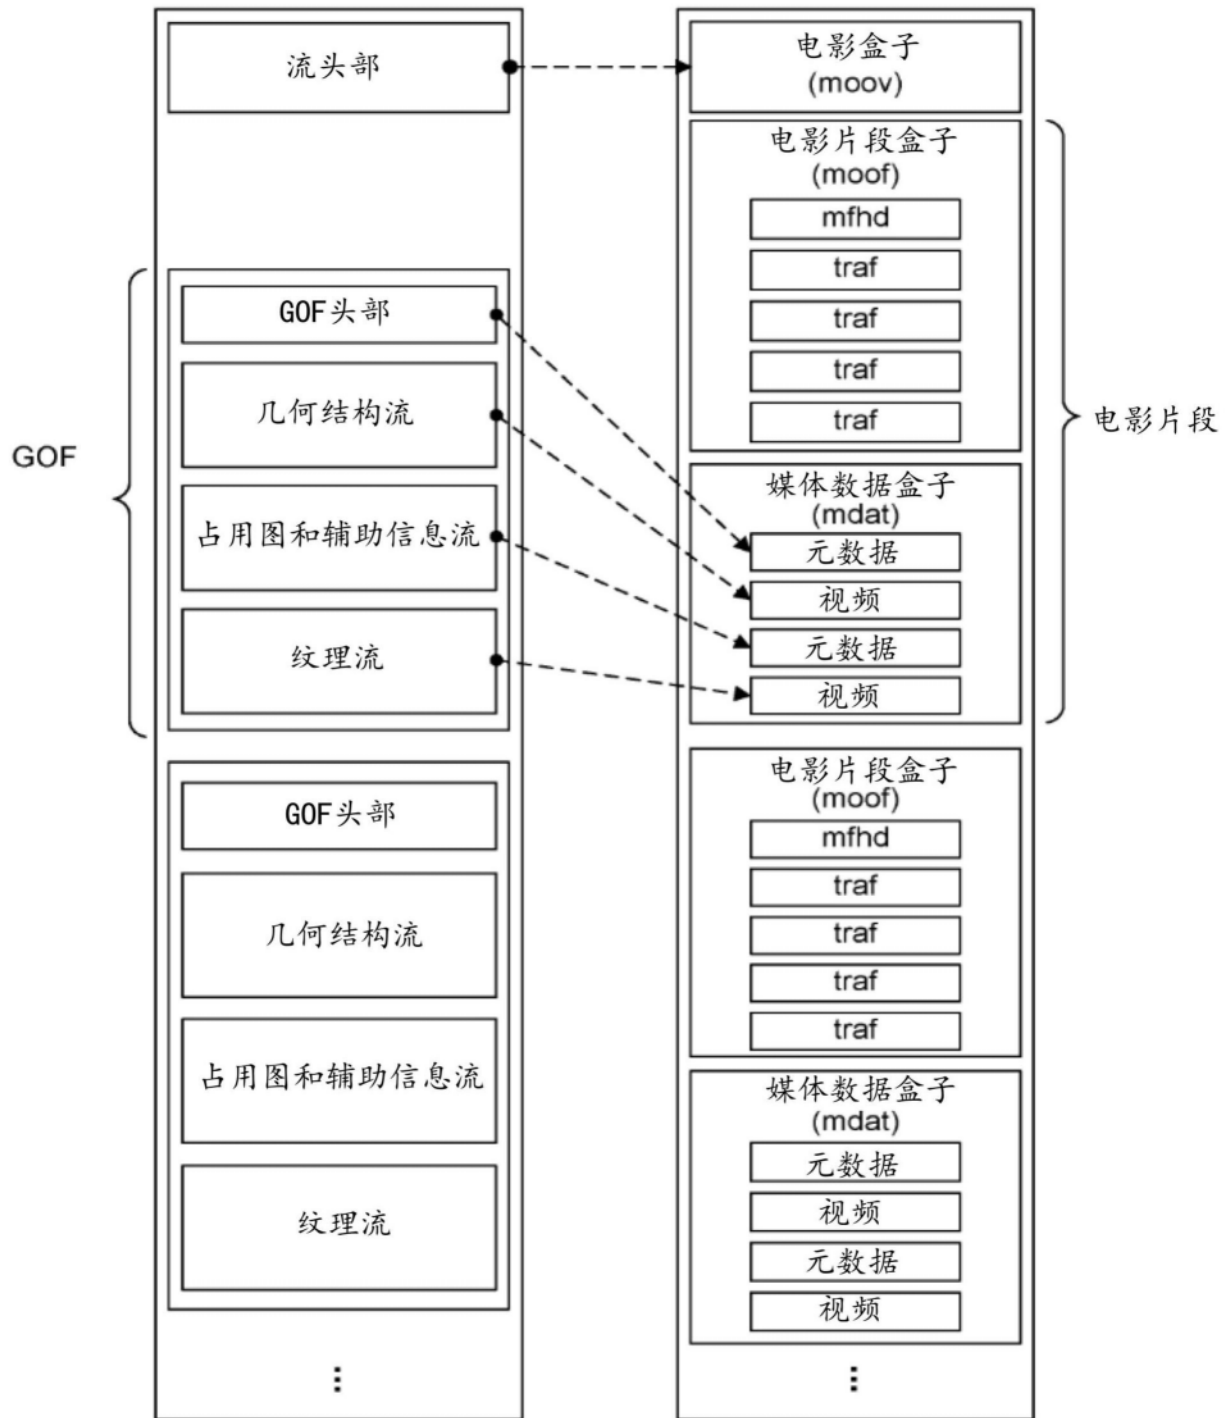 流头部
GOF
GOF头部
几何结构流
占用图和辅助信息流
纹理流
GOF头部
几何结构流
占用图和辅助信息流
纹理流
⋮
电影盒子
(moov)
电影片段盒子
(moof)
mfhd
traf
traf
traf
traf
媒体数据盒子
(mdat)
元数据
视频
元数据
视频
电影片段
电影片段盒子
(moof)
mfhd
traf
traf
traf
traf
媒体数据盒子
(mdat)
元数据
视频
元数据
视频
⋮